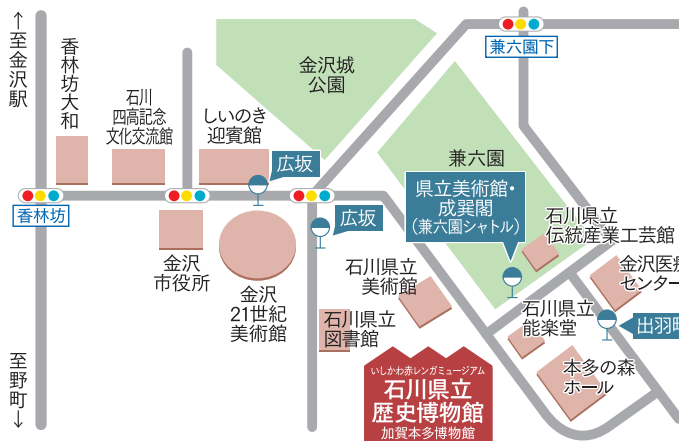 ↑至金沢駅
香林坊大和
石川
四高記念
文化交流館
しいのき
迎賓館
金沢城
公園
兼六園下
兼六園
広坂
県立美術館・
成巽閣
（兼六園シャトル）
広坂
香林坊
石川県立
伝統産業工芸館
金沢
市役所
金沢
21世紀
美術館
石川県立
美術館
金沢医療
センター
石川県立
図書館
石川県立
能楽堂
出羽町
至野町↓
いしかわ赤レンガミュージアム
石川県立
歴史博物館
加賀本多博物館
本多の森
ホール